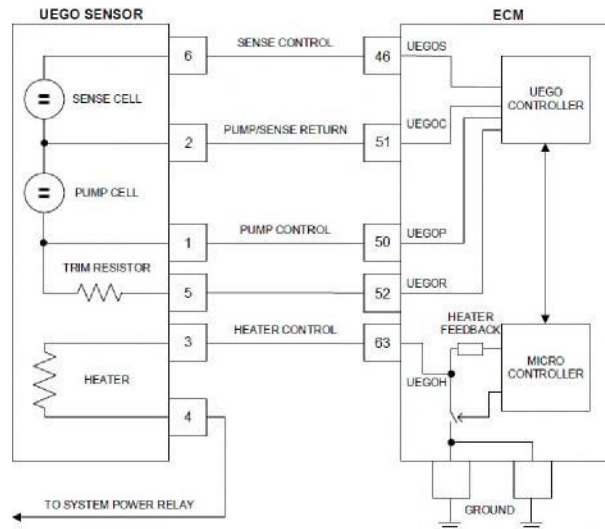 UEGO SENSOR
ECM
6
SENSE CONTROL
46
UEGOS
SENSE CELL
UEGO
CONTROLLER
2
PUMP/SENSE RETURN
51
UEGOC
PUMP CELL
1
PUMP CONTROL
50
UEGOP
TRIM RESISTOR
5
52
UEGOR
3
HEATER CONTROL
63
HEATER
FEEDBACK
MICRO
CONTROLLER
UEGOH
HEATER
4
TO SYSTEM POWER RELAY
GROUND